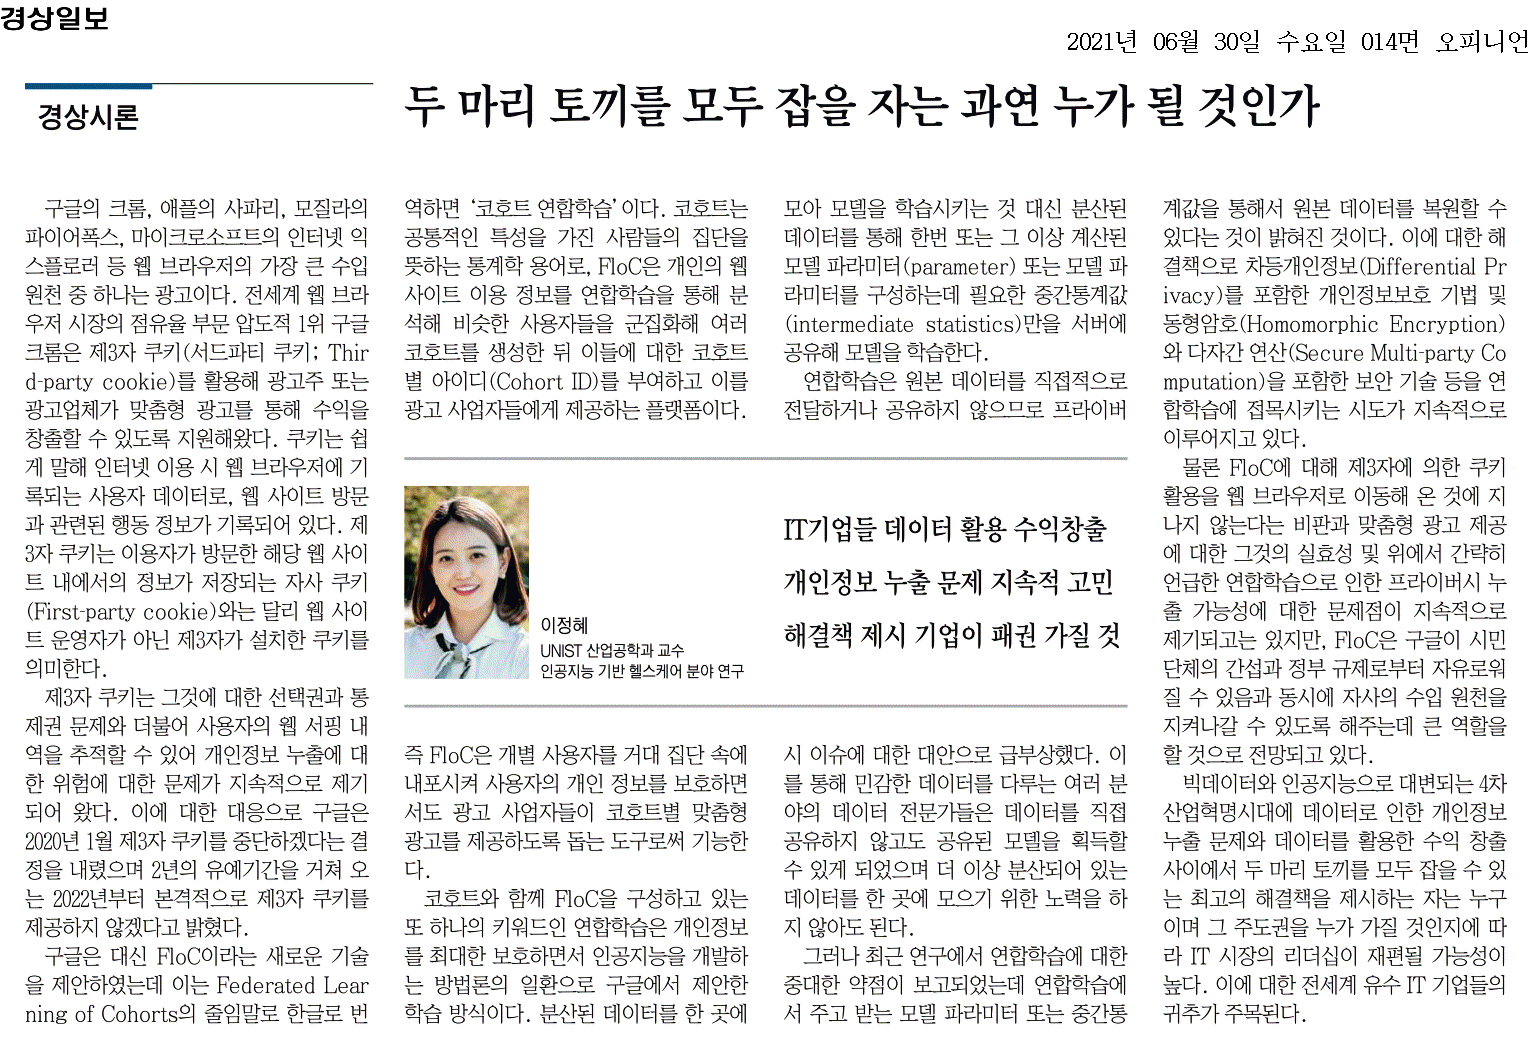 경상일보
2021년 06월 30일 수요일 014면 오피니언
경상시론
두 마리 토끼를 모두 잡을 자는 과연 누가 될 것인가
구글의 크롬, 애플의 사파리, 모질라의
파이어폭스, 마이크로소프트의 인터넷 익
스플로러 등 웹 브라우저의 가장 큰 수입
원천 중 하나는 광고이다. 전세계 웹 브라
우저 시장의 점유율 부문 압도적 1위 구글
크롬은 제3자 쿠키(서드파티 쿠키; Thir
d-party cookie)를 활용해 광고주 또는
광고업체가 맞춤형 광고를 통해 수익을
창출할 수 있도록 지원해왔다. 쿠키는 쉽
게 말해 인터넷 이용 시 웹 브라우저에 기
록되는 사용자 데이터로, 웹 사이트 방문
과 관련된 행동 정보가 기록되어 있다. 제
3자 쿠키는 이용자가 방문한 해당 웹 사이
트 내에서의 정보가 저장되는 자사 쿠키
(First-party cookie)와는 달리 웹 사이
트 운영자가 아닌 제3자가 설치한 쿠키를
의미한다.
제3자 쿠키는 그것에 대한 선택권과 통
제권 문제와 더불어 사용자의 웹 서핑 내
역을 추적할 수 있어 개인정보 누출에 대
한 위험에 대한 문제가 지속적으로 제기
되어 왔다. 이에 대한 대응으로 구글은
2020년 1월 제3자 쿠키를 중단하겠다는 결
정을 내렸으며 2년의 유예기간을 거쳐 오
는 2022년부터 본격적으로 제3자 쿠키를
제공하지 않겠다고 밝혔다.
구글은 대신 FloC이라는 새로운 기술
을 제안하였는데 이는 Federated Lear
ning of Cohorts의 줄임말로 한글로 번
역하면 ‘코호트 연합학습’이다. 코호트는
공통적인 특성을 가진 사람들의 집단을
뜻하는 통계학 용어로, FloC은 개인의 웹
사이트 이용 정보를 연합학습을 통해 분
석해 비슷한 사용자들을 군집화해 여러
코호트를 생성한 뒤 이들에 대한 코호트
별 아이디(Cohort ID)를 부여하고 이를
광고 사업자들에게 제공하는 플랫폼이다.
이정혜
UNIST 산업공학과 교수
인공지능 기반 헬스케어 분야 연구
IT기업들 데이터 활용 수익창출
개인정보 누출 문제 지속적 고민
해결책 제시 기업이 패권 가질 것
즉 FloC은 개별 사용자를 거대 집단 속에
내포시켜 사용자의 개인 정보를 보호하면
서도 광고 사업자들이 코호트별 맞춤형
광고를 제공하도록 돕는 도구로써 기능한
다.
코호트와 함께 FloC을 구성하고 있는
또 하나의 키워드인 연합학습은 개인정보
를 최대한 보호하면서 인공지능을 개발하
는 방법론의 일환으로 구글에서 제안한
학습 방식이다. 분산된 데이터를 한 곳에
모아 모델을 학습시키는 것 대신 분산된
데이터를 통해 한번 또는 그 이상 계산된
모델 파라미터(parameter) 또는 모델 파
라미터를 구성하는데 필요한 중간통계값
(intermediate statistics)만을 서버에
공유해 모델을 학습한다.
연합학습은 원본 데이터를 직접적으로
전달하거나 공유하지 않으므로 프라이버
시 이슈에 대한 대안으로 급부상했다. 이
를 통해 민감한 데이터를 다루는 여러 분
야의 데이터 전문가들은 데이터를 직접
공유하지 않고도 공유된 모델을 획득할
수 있게 되었으며 더 이상 분산되어 있는
데이터를 한 곳에 모으기 위한 노력을 하
지 않아도 된다.
그러나 최근 연구에서 연합학습에 대한
중대한 약점이 보고되었는데 연합학습에
서 주고 받는 모델 파라미터 또는 중간통
계값을 통해서 원본 데이터를 복원할 수
있다는 것이 밝혀진 것이다. 이에 대한 해
결책으로 차등개인정보(Differential Pr
ivacy)를 포함한 개인정보보호 기법 및
동형암호(Homomorphic Encryption)
와 다자간 연산(Secure Multi-party Co
mputation)을 포함한 보안 기술 등을 연
합학습에 접목시키는 시도가 지속적으로
이루어지고 있다.
물론 FloC에 대해 제3자에 의한 쿠키
활용을 웹 브라우저로 이동해 온 것에 지
나지 않는다는 비판과 맞춤형 광고 제공
에 대한 그것의 실효성 및 위에서 간략히
언급한 연합학습으로 인한 프라이버시 누
출 가능성에 대한 문제점이 지속적으로
제기되고는 있지만, FloC은 구글이 시민
단체의 간섭과 정부 규제로부터 자유로워
질 수 있음과 동시에 자사의 수입 원천을
지켜나갈 수 있도록 해주는데 큰 역할을
할 것으로 전망되고 있다.
빅데이터와 인공지능으로 대변되는 4차
산업혁명시대에 데이터로 인한 개인정보
누출 문제와 데이터를 활용한 수익 창출
사이에서 두 마리 토끼를 모두 잡을 수 있
는 최고의 해결책을 제시하는 자는 누구
이며 그 주도권을 누가 가질 것인지에 따
라 IT 시장의 리더십이 재편될 가능성이
높다. 이에 대한 전세계 유수 IT 기업들의
귀추가 주목된다.